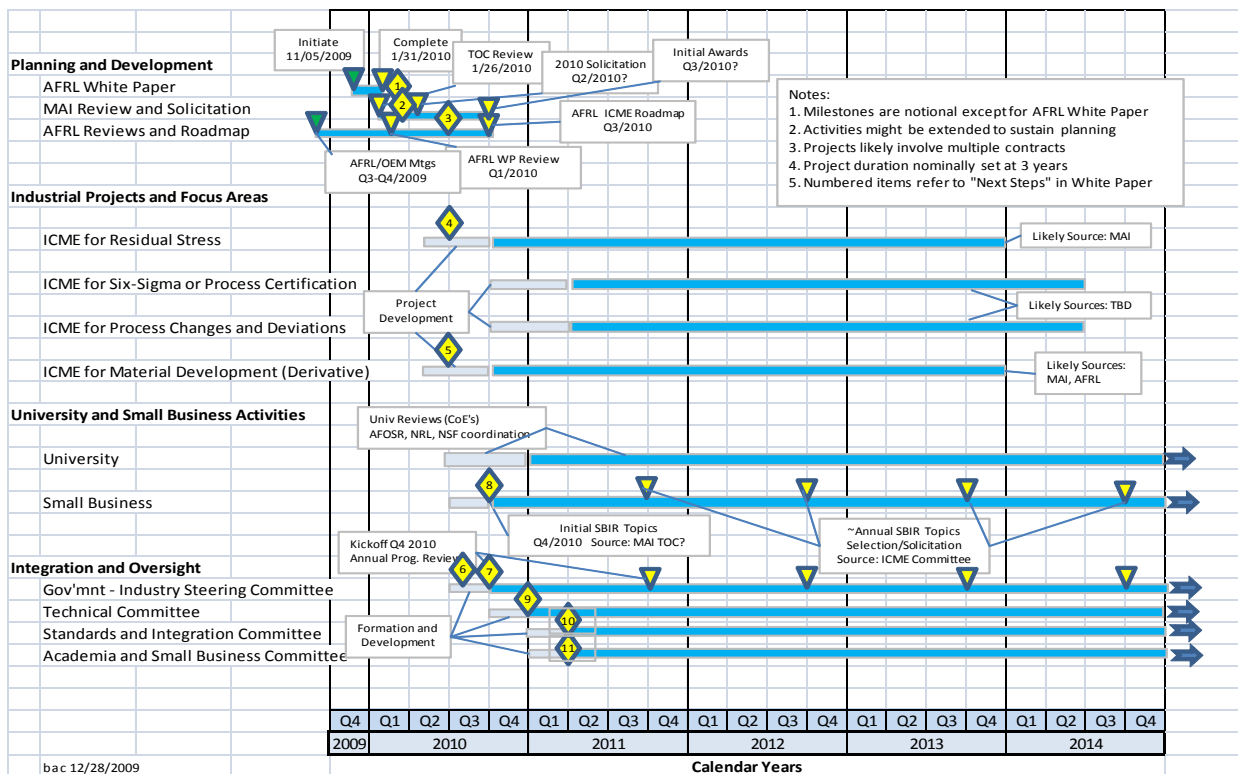 Initiate
11/05/2009
Complete
1/31/2010
TOC Review
1/26/2010
2010 Solicitation
Q2/2010?
Initial Awards
Q3/2010?
Planning and Development
AFRL White Paper
1
MAI Review and Solicitation
2
AFRL Reviews and Roadmap
3
AFRL ICME Roadmap
Q3/2010
AFRL/OEM Mtgs
Q3-Q4/2009
AFRL WP Review
Q1/2010
Notes:
1. Milestones are notional except for AFRL White Paper
2. Activities might be extended to sustain planning
3. Projects likely involve multiple contracts
4. Project duration nominally set at 3 years
5. Numbered items refer to "Next Steps" in White Paper
Industrial Projects and Focus Areas
4
ICME for Residual Stress
Likely Source: MAI
ICME for Six-Sigma or Process Certification
Project
Development
Likely Sources: TBD
ICME for Process Changes and Deviations
5
ICME for Material Development (Derivative)
Likely Sources:
MAI, AFRL
University and Small Business Activities
Univ Reviews (CoE's)
AFOSR, NRL, NSF coordination
University
8
Small Business
Initial SBIR Topics
Q4/2010 Source: MAI TOC?
~Annual SBIR Topics
Selection/Solicitation
Source: ICME Committee
Kickoff Q4 2010
Annual Prog. Review
Integration and Oversight
6
7
Gov'mnt - Industry Steering Committee
9
Technical Committee
10
Standards and Integration Committee
Formation and
Development
11
Academia and Small Business Committee
Q4 Q1 Q2 Q3 Q4 Q1 Q2 Q3 Q4 Q1 Q2 Q3 Q4 Q1 Q2 Q3 Q4 Q1 Q2 Q3 Q4
2009 2010 2011 2012 2013 2014
bac 12/28/2009
Calendar Years